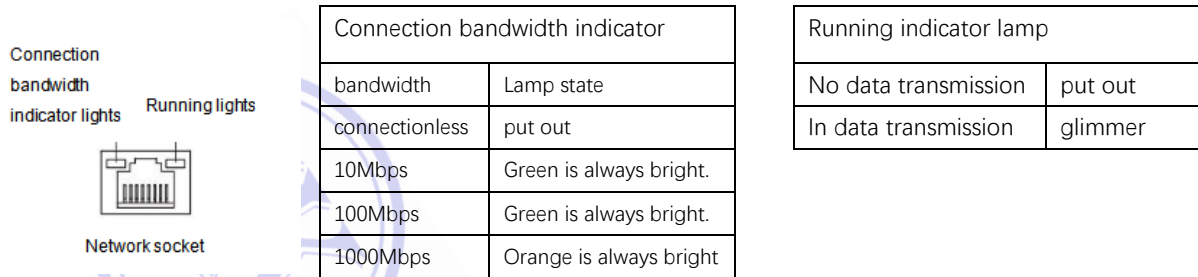 Connection
bandwidth
indicator lights
Running lights
Network socket
Connection bandwidth indicator
bandwidth Lamp state
connectionless put out
10Mbps Green is always bright.
100Mbps Green is always bright.
1000Mbps Orange is always bright
Running indicator lamp
No data transmission put out
In data transmission glimmer